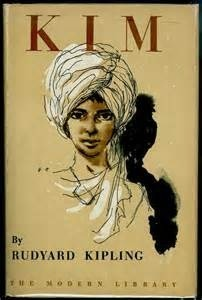 KIM
By
RUDYARD KIPLING
THE MODERN LIBRARY